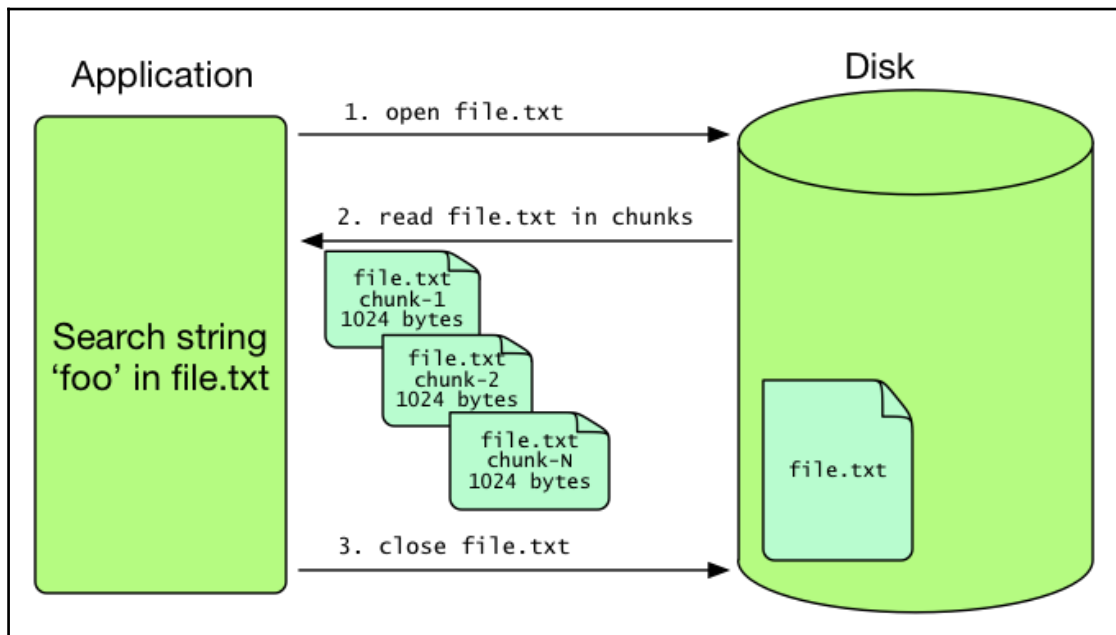 Application
Disk
1. open file.txt
2. read file.txt in chunks
file.txt
chunk-1
1024 bytes
Search string
‘foo’ in file.txt
file.txt
chunk-2
1024 bytes
file.txt
chunk-N
1024 bytes
file.txt
3. close file.txt